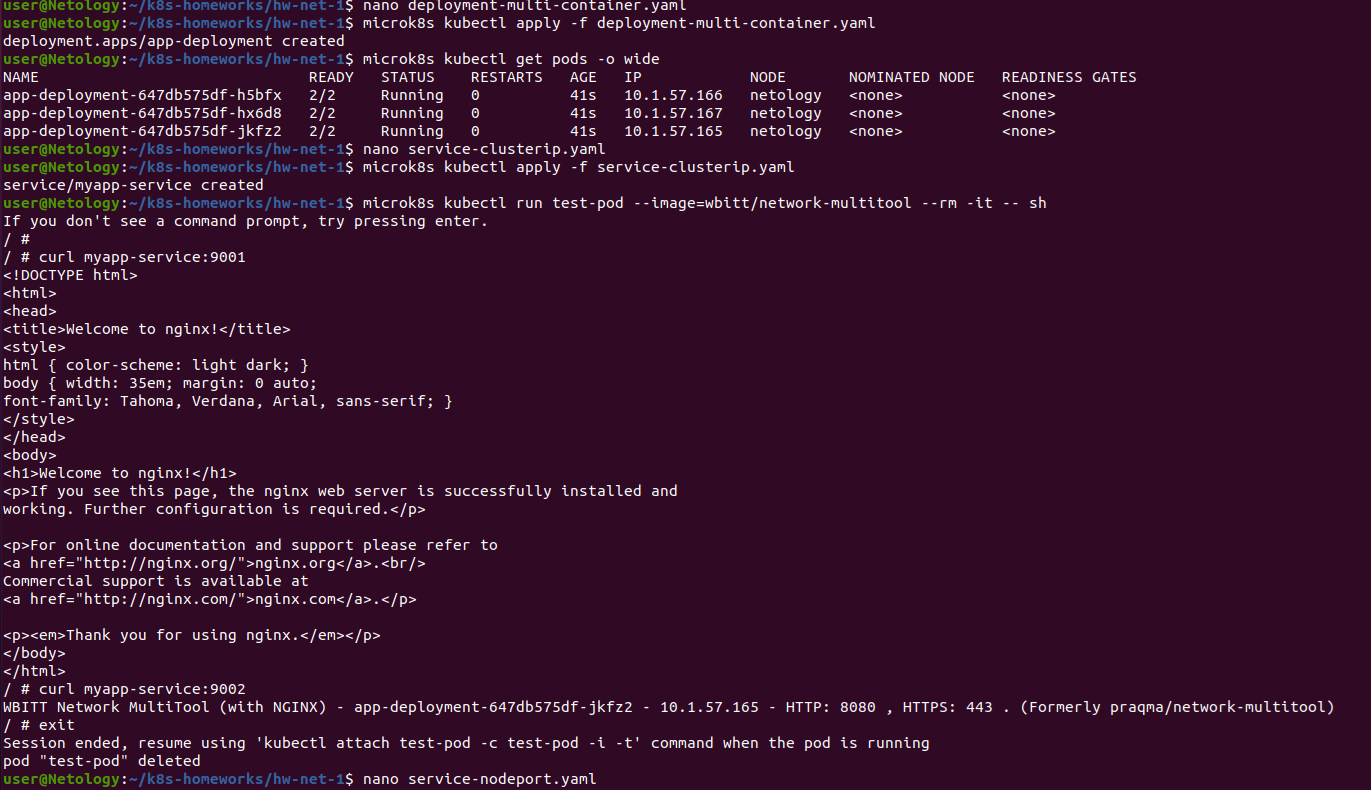 user@Netology:~/k8s-homeworks/hw-net-1$ nano deployment-multi-container.yaml
user@Netology:~/k8s-homeworks/hw-net-1$ microk8s kubectl apply -f deployment-multi-container.yaml
deployment.apps/app-deployment created
user@Netology:~/k8s-homeworks/hw-net-1$ microk8s kubectl get pods -o wide
NAME                              READY   STATUS    RESTARTS   AGE   IP            NODE       NOMINATED NODE   READINESS GATES
app-deployment-647db575df-h5bfx   2/2     Running   0          41s   10.1.57.166   netology   <none>           <none>
app-deployment-647db575df-hx6d8   2/2     Running   0          41s   10.1.57.167   netology   <none>           <none>
app-deployment-647db575df-jkfz2   2/2     Running   0          41s   10.1.57.165   netology   <none>           <none>
user@Netology:~/k8s-homeworks/hw-net-1$ nano service-clusterip.yaml
user@Netology:~/k8s-homeworks/hw-net-1$ microk8s kubectl apply -f service-clusterip.yaml
service/myapp-service created
user@Netology:~/k8s-homeworks/hw-net-1$ microk8s kubectl run test-pod --image=wbitt/network-multitool --rm -it -- sh
If you don't see a command prompt, try pressing enter.
/ #
/ # curl myapp-service:9001
<!DOCTYPE html>
<html>
<head>
<title>Welcome to nginx!</title>
<style>
html { color-scheme: light dark; }
body { width: 35em; margin: 0 auto;
font-family: Tahoma, Verdana, Arial, sans-serif; }
</style>
</head>
<body>
<h1>Welcome to nginx!</h1>
<p>If you see this page, the nginx web server is successfully installed and
working. Further configuration is required.</p>

<p>For online documentation and support please refer to
<a href="http://nginx.org/">nginx.org</a>.<br/>
Commercial support is available at
<a href="http://nginx.com/">nginx.com</a>.</p>

<p><em>Thank you for using nginx.</em></p>
</body>
</html>
/ # curl myapp-service:9002
WBITT Network MultiTool (with NGINX) - app-deployment-647db575df-jkfz2 - 10.1.57.165 - HTTP: 8080 , HTTPS: 443 . (Formerly praqma/network-multitool)
/ # exit
Session ended, resume using 'kubectl attach test-pod -c test-pod -i -t' command when the pod is running
pod "test-pod" deleted
user@Netology:~/k8s-homeworks/hw-net-1$ nano service-nodeport.yaml